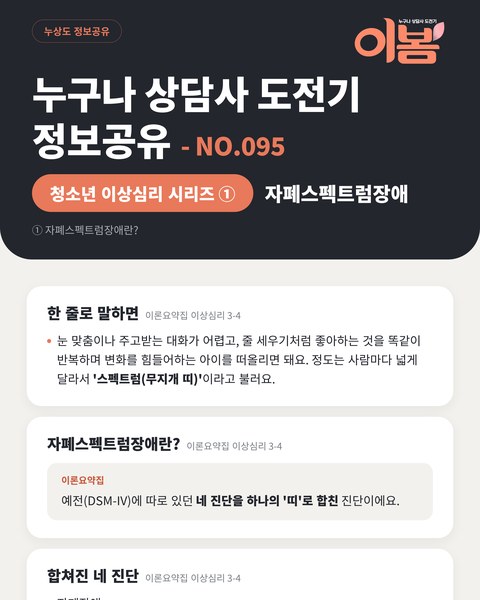 누상도 정보공유
누구나 상담사 도전기
이봄
누구나 상담사 도전기
정보공유 - NO.095
청소년 이상심리 시리즈 ① 자폐스펙트럼장애
① 자폐스펙트럼장애란?
한 줄로 말하면 이론요약집 이상심리 3-4
• 눈 맞춤이나 주고받는 대화가 어렵고, 줄 세우기처럼 좋아하는 것을 똑같이
반복하며 변화를 힘들어하는 아이를 떠올리면 돼요. 정도는 사람마다 넓게
달라서 '스펙트럼(무지개 띠)'이라고 불러요.
자폐스펙트럼장애란? 이론요약집 이상심리 3-4
이론요약집
예전(DSM-IV)에 따로 있던 네 진단을 하나의 '띠'로 합친 진단이에요.
합쳐진 네 진단 이론요약집 이상심리 3-4